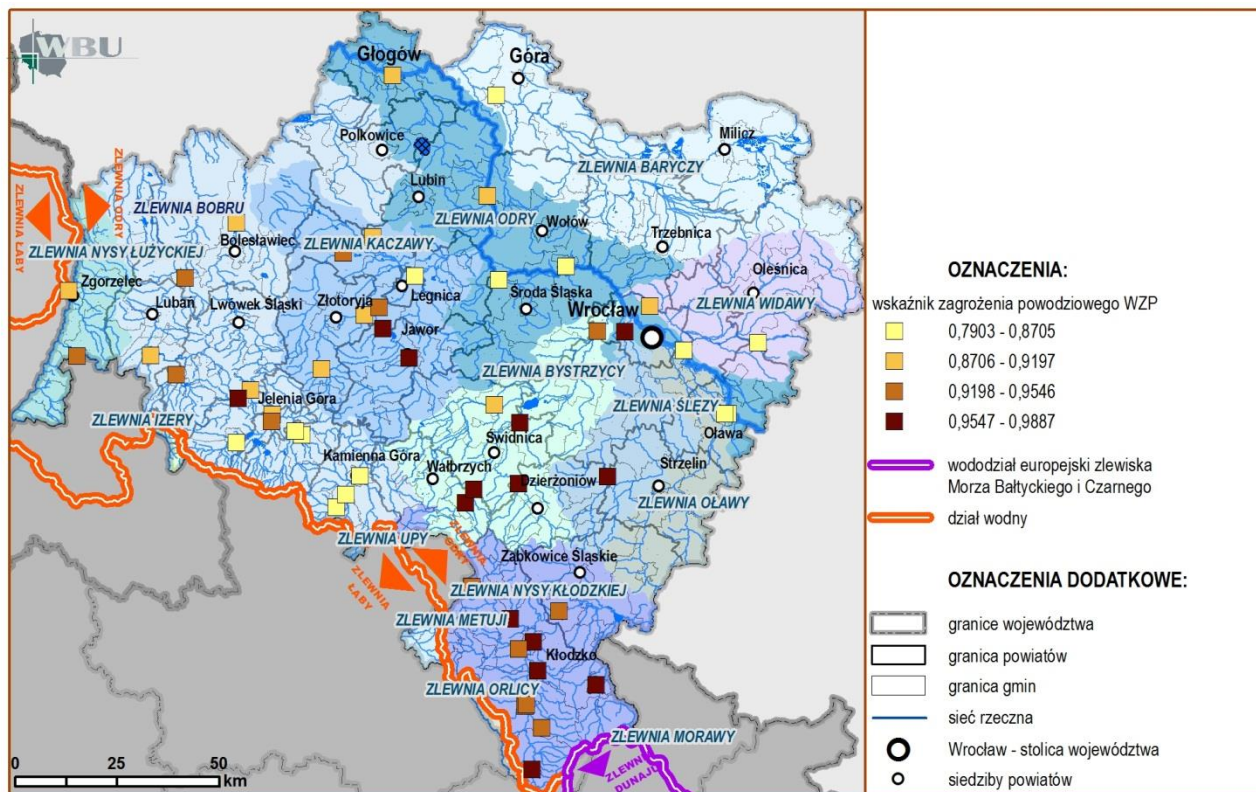 WBU
Głogów
Góra
Polkowice
Milicz
ZLEWNIA BARYCZY
Lubin
ZLEWNIA ŁABY
ZLEWNIA ODRY
ZLEWNIA BOBRU
ZLEWNIA ODRY
Wołów
Bolesławiec
ZLEWNIA KACZAWY
Trzebnica
ZLEWNIA NYSY ŁUŻYCKIEJ
Oleśnica
Zgorzelec
Legnica
Lubań
Lwówek Śląski
Złotoryja
Środa Śląska
ZLEWNIA WIDAWY
Wrocław
Jawor
ZLEWNIA BYSTRZYCY
Jelenia Góra
ZLEWNIA ŚLĘZY
ZLEWNIA IZERY
Oława
Świdnica
Kamienna Góra
Wałbrzych
Strzelin
Dzierżoniów
ZLEWNIA OŁAWY
ZLEWNIA UPY
ZLEWNIA ODRY
ZLEWNIA ŁABY
Ząbkowice Śląskie
ZLEWNIA NYSY KŁODZKIEJ
ZLEWNIA METUJI
Kłodzko
ZLEWNIA ORLICY
ZLEWNIA MORAWY
DUNAJU
0 25 50
km
OZNACZENIA:
wskaźnik zagrożenia powodziowego WZP
0,7903 - 0,8705
0,8706 - 0,9197
0,9198 - 0,9546
0,9547 - 0,9887
wododział europejski zlewiska
Morza Bałtyckiego i Czarnego
dział wodny
OZNACZENIA DODATKOWE:
granice województwa
granica powiatów
granica gmin
sieć rzeczna
Wrocław - stolica województwa
siedziby powiatów